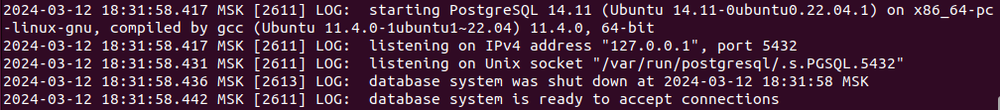 2024-03-12 18:31:58.417 MSK [2611] LOG:  starting PostgreSQL 14.11 (Ubuntu 14.11-0ubuntu0.22.04.1) on x86_64-pc
-linux-gnu, compiled by gcc (Ubuntu 11.4.0-1ubuntu1~22.04) 11.4.0, 64-bit
2024-03-12 18:31:58.417 MSK [2611] LOG:  listening on IPv4 address "127.0.0.1", port 5432
2024-03-12 18:31:58.431 MSK [2611] LOG:  listening on Unix socket "/var/run/postgresql/.s.PGSQL.5432"
2024-03-12 18:31:58.436 MSK [2613] LOG:  database system was shut down at 2024-03-12 18:31:58 MSK
2024-03-12 18:31:58.442 MSK [2611] LOG:  database system is ready to accept connections